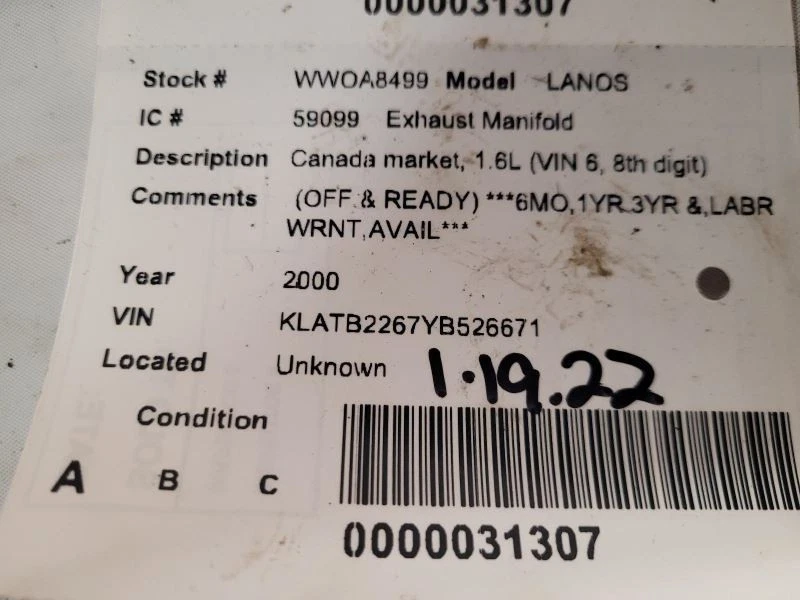 0000031307
Stock # WWOA8499 Model LANOS
IC # 59099 Exhaust Manifold
Description Canada market, 1.6L (VIN 6, 8th digit)
Comments (OFF & READY) ***6MO,1YR.3YR &,LABR
WRNT,AVAIL***
Year 2000
VIN KLATB2267YB526671
Located Unknown 1.19.22
Condition
A B C
0000031307